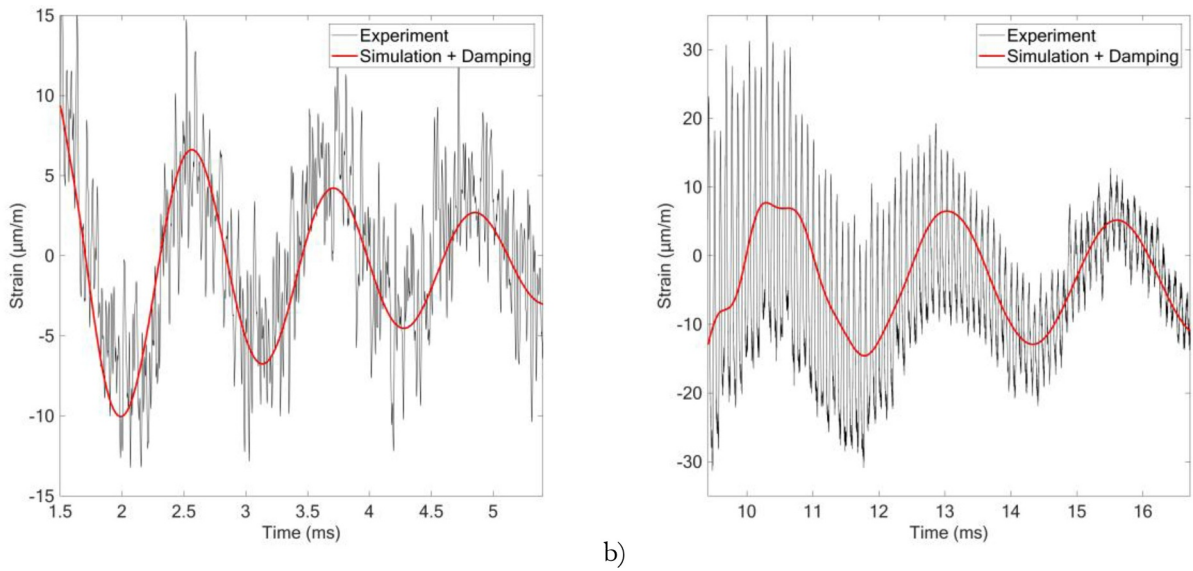 15
10
5
0
-5
-10
-15
1.5 2 2.5 3 3.5 4 4.5 5
Time (ms)
Strain (µm/m)
Experiment
Simulation + Damping
b)
30
20
10
0
-10
-20
-30
10 11 12 13 14 15 16
Time (ms)
Strain (µm/m)
Experiment
Simulation + Damping